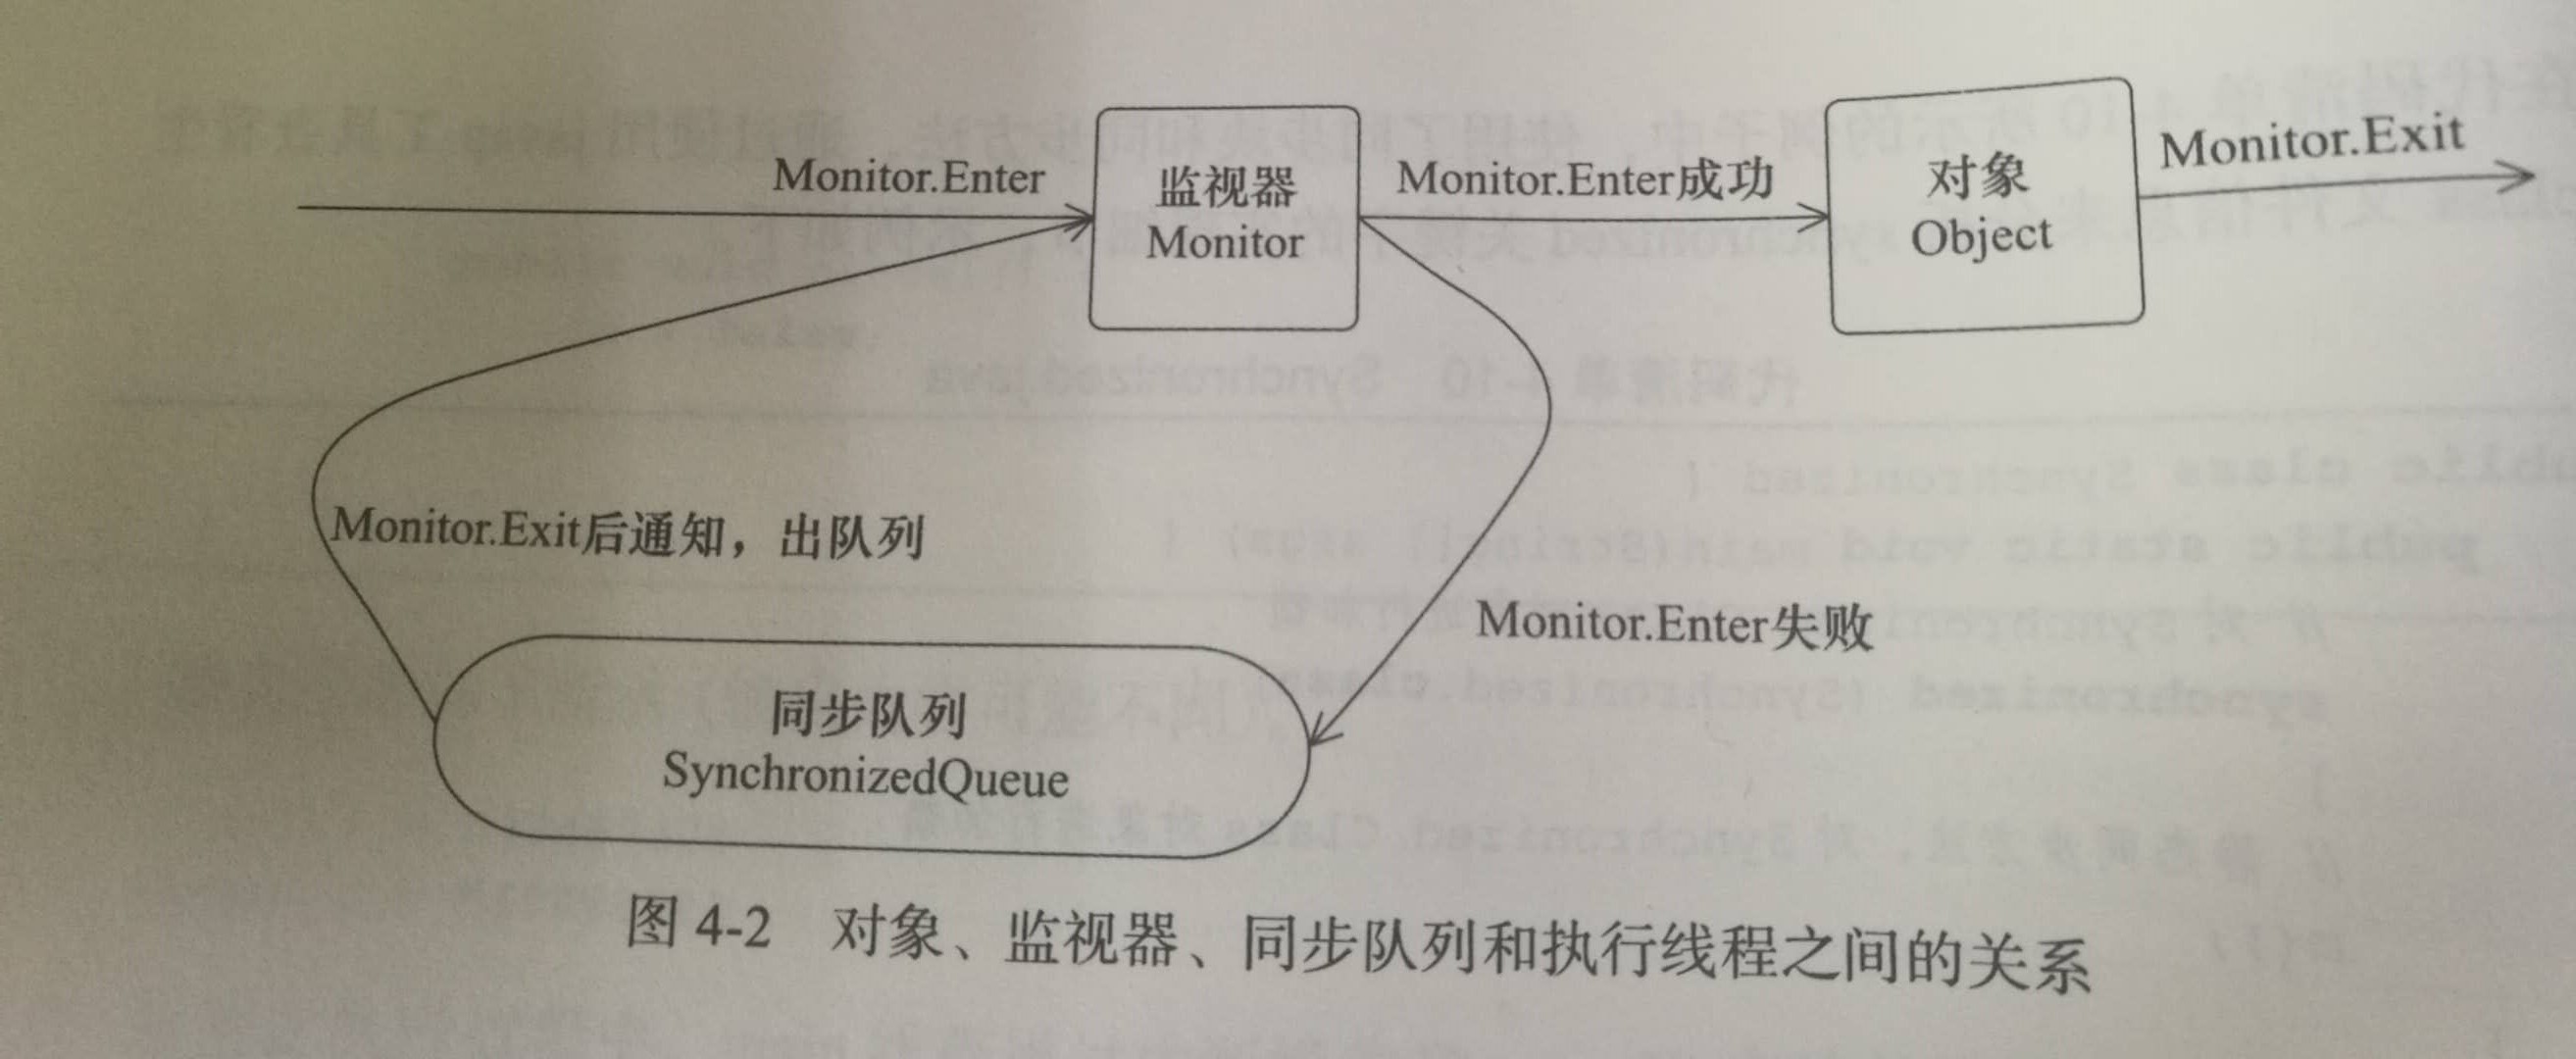 Monitor.Enter
监视器
Monitor
Monitor.Enter成功
对象
Object
Monitor.Exit
Monitor.Exit后通知，出队列
Monitor.Enter失败
同步队列
SynchronizedQueue
图 4-2 对象、监视器、同步队列和执行线程之间的关系